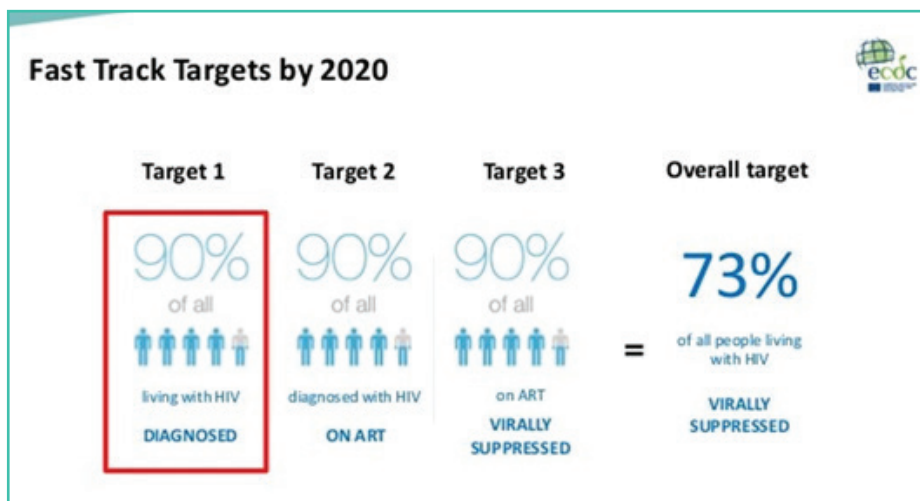 Fast Track Targets by 2020
ecdc
Target 1
90%
of all
living with HIV
DIAGNOSED
Target 2
90%
of all
diagnosed with HIV
ON ART
Target 3
90%
of all
on ART
VIRALLY
SUPPRESSED
=
Overall target
73%
of all people living
with HIV
VIRALLY
SUPPRESSED